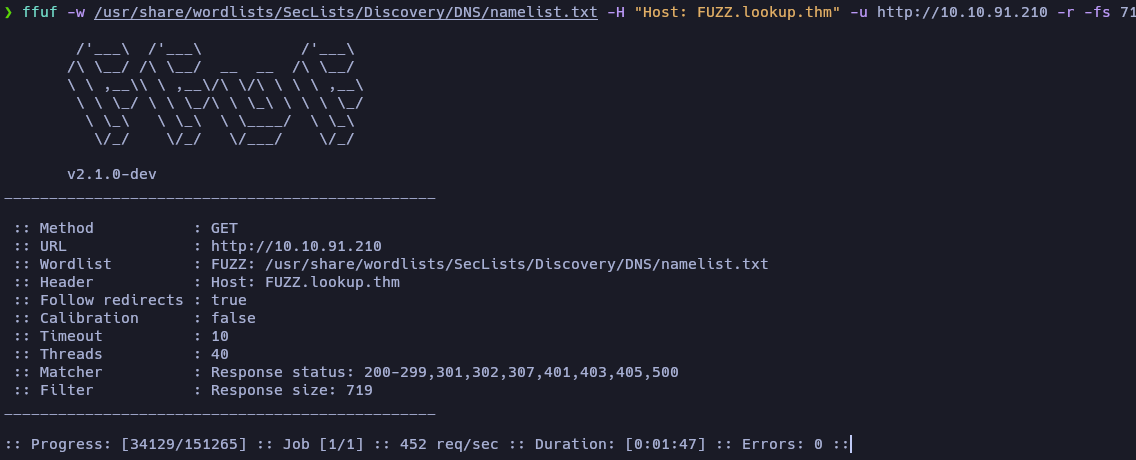 ❯ ffuf -w /usr/share/wordlists/SecLists/Discovery/DNS/namelist.txt -H "Host: FUZZ.lookup.thm" -u http://10.10.91.210 -r -fs 71
        /'___\  /'___\           /'___\
       /\ \__/ /\ \__/  __  __  /\ \__/
       \ \ ,__\\ \ ,__\/\ \/\ \ \ \ ,__\
        \ \ \_/ \ \ \_/\ \ \_\ \ \ \ \_/
         \ \_\   \ \_\  \ \____/  \ \_\
          \/_/    \/_/   \/___/    \/_/
       v2.1.0-dev
________________________________________________
 :: Method           : GET
 :: URL              : http://10.10.91.210
 :: Wordlist         : FUZZ: /usr/share/wordlists/SecLists/Discovery/DNS/namelist.txt
 :: Header           : Host: FUZZ.lookup.thm
 :: Follow redirects : true
 :: Calibration      : false
 :: Timeout          : 10
 :: Threads          : 40
 :: Matcher          : Response status: 200-299,301,302,307,401,403,405,500
 :: Filter           : Response size: 719
________________________________________________
:: Progress: [34129/151265] :: Job [1/1] :: 452 req/sec :: Duration: [0:01:47] :: Errors: 0 ::